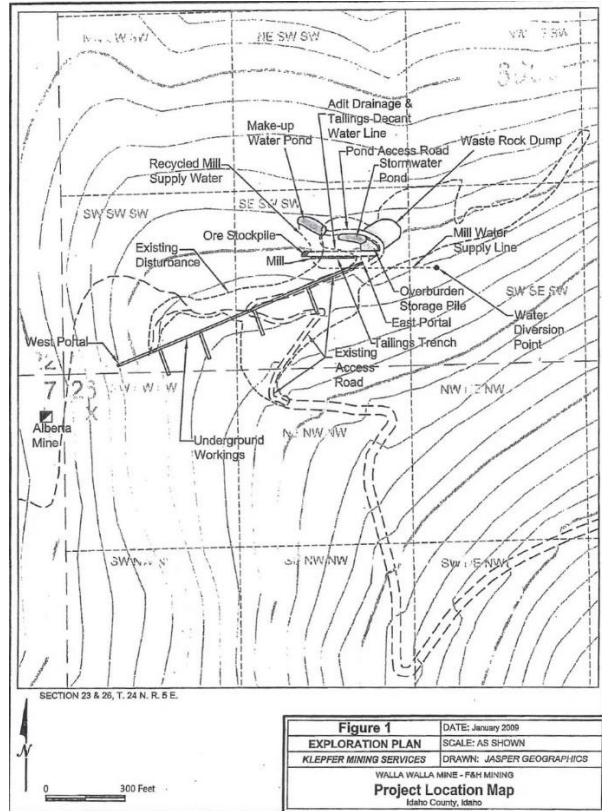 NE SW SW
Adit Drainage &
Tailings-Decant
Water Line
Make-up
Water Pond
Pond Access Road
Waste Rock Dump
Stormwater
Pond
Recycled Mill
Supply Water
SE SW SW
SW SW SW
Ore Stockpile
Mill Water
Supply Line
Existing
Disturbance
Mill
Overburden
Storage Pile
SW SE SW
East Portal
Water
Diversion
Point
Tailings Trench
West Portal
Existing
Access
Road
7
26
X
Alberta
Mine
NE NW NW
Underground
Workings
SECTION 23 & 26, T. 24 N. R. 5 E.
N
0 300 Feet
Figure 1
DATE: January 2009
EXPLORATION PLAN
SCALE: AS SHOWN
KLEPFER MINING SERVICES
DRAWN: JASPER GEOGRAPHICS
WALLA WALLA MINE - F&H MINING
Project Location Map
Idaho County, Idaho